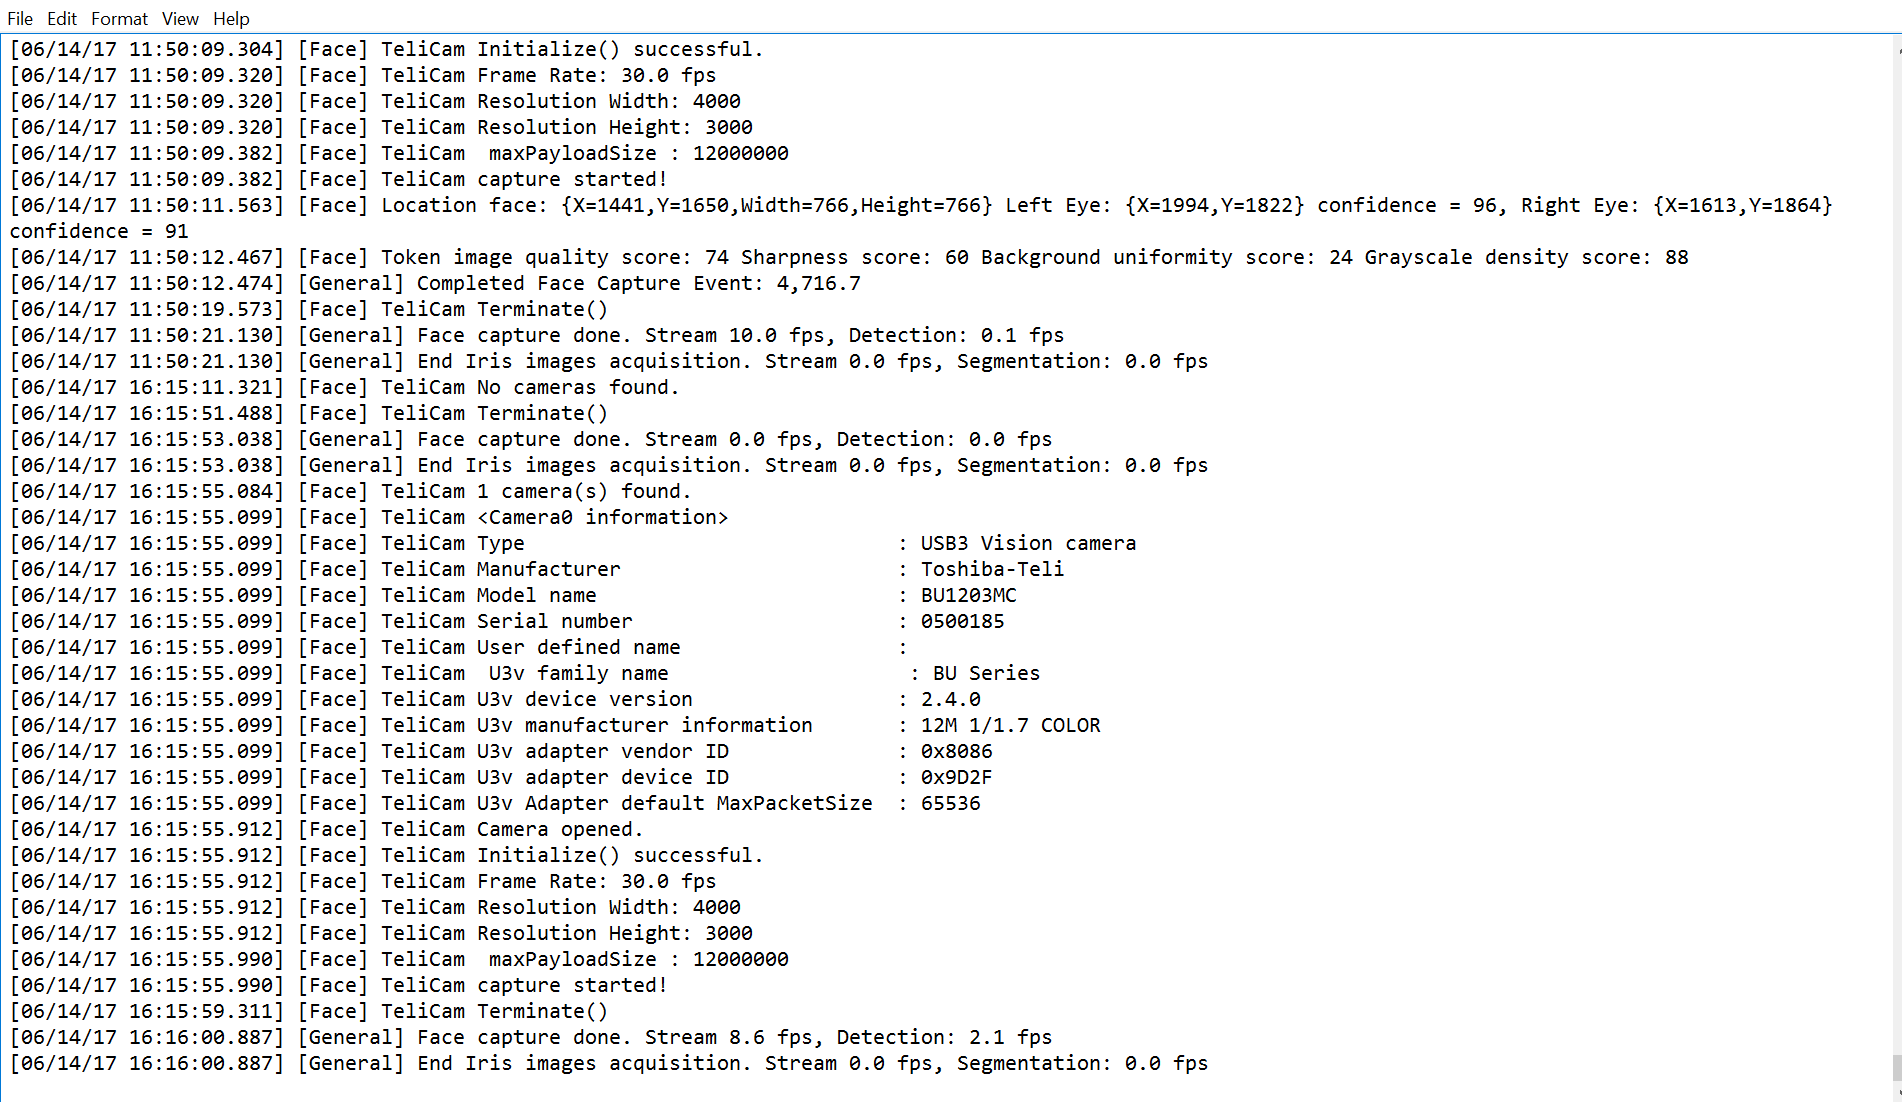 File Edit Format View Help
[06/14/17 11:50:09.304] [Face] TeliCam Initialize() successful.
[06/14/17 11:50:09.320] [Face] TeliCam Frame Rate: 30.0 fps
[06/14/17 11:50:09.320] [Face] TeliCam Resolution Width: 4000
[06/14/17 11:50:09.320] [Face] TeliCam Resolution Height: 3000
[06/14/17 11:50:09.382] [Face] TeliCam  maxPayloadSize : 12000000
[06/14/17 11:50:09.382] [Face] TeliCam capture started!
[06/14/17 11:50:11.563] [Face] Location face: {X=1441,Y=1650,Width=766,Height=766} Left Eye: {X=1994,Y=1822} confidence = 96, Right Eye: {X=1613,Y=1864}
confidence = 91
[06/14/17 11:50:12.467] [Face] Token image quality score: 74 Sharpness score: 60 Background uniformity score: 24 Grayscale density score: 88
[06/14/17 11:50:12.474] [General] Completed Face Capture Event: 4,716.7
[06/14/17 11:50:19.573] [Face] TeliCam Terminate()
[06/14/17 11:50:21.130] [General] Face capture done. Stream 10.0 fps, Detection: 0.1 fps
[06/14/17 11:50:21.130] [General] End Iris images acquisition. Stream 0.0 fps, Segmentation: 0.0 fps
[06/14/17 16:15:11.321] [Face] TeliCam No cameras found.
[06/14/17 16:15:51.488] [Face] TeliCam Terminate()
[06/14/17 16:15:53.038] [General] Face capture done. Stream 0.0 fps, Detection: 0.0 fps
[06/14/17 16:15:53.038] [General] End Iris images acquisition. Stream 0.0 fps, Segmentation: 0.0 fps
[06/14/17 16:15:55.084] [Face] TeliCam 1 camera(s) found.
[06/14/17 16:15:55.099] [Face] TeliCam <Camera0 information>
[06/14/17 16:15:55.099] [Face] TeliCam Type                               : USB3 Vision camera
[06/14/17 16:15:55.099] [Face] TeliCam Manufacturer                       : Toshiba-Teli
[06/14/17 16:15:55.099] [Face] TeliCam Model name                         : BU1203MC
[06/14/17 16:15:55.099] [Face] TeliCam Serial number                      : 0500185
[06/14/17 16:15:55.099] [Face] TeliCam User defined name                  :
[06/14/17 16:15:55.099] [Face] TeliCam  U3v family name                    : BU Series
[06/14/17 16:15:55.099] [Face] TeliCam U3v device version                 : 2.4.0
[06/14/17 16:15:55.099] [Face] TeliCam U3v manufacturer information       : 12M 1/1.7 COLOR
[06/14/17 16:15:55.099] [Face] TeliCam U3v adapter vendor ID              : 0x8086
[06/14/17 16:15:55.099] [Face] TeliCam U3v adapter device ID              : 0x9D2F
[06/14/17 16:15:55.099] [Face] TeliCam U3v Adapter default MaxPacketSize  : 65536
[06/14/17 16:15:55.912] [Face] TeliCam Camera opened.
[06/14/17 16:15:55.912] [Face] TeliCam Initialize() successful.
[06/14/17 16:15:55.912] [Face] TeliCam Frame Rate: 30.0 fps
[06/14/17 16:15:55.912] [Face] TeliCam Resolution Width: 4000
[06/14/17 16:15:55.912] [Face] TeliCam Resolution Height: 3000
[06/14/17 16:15:55.990] [Face] TeliCam  maxPayloadSize : 12000000
[06/14/17 16:15:55.990] [Face] TeliCam capture started!
[06/14/17 16:15:59.311] [Face] TeliCam Terminate()
[06/14/17 16:16:00.887] [General] Face capture done. Stream 8.6 fps, Detection: 2.1 fps
[06/14/17 16:16:00.887] [General] End Iris images acquisition. Stream 0.0 fps, Segmentation: 0.0 fps